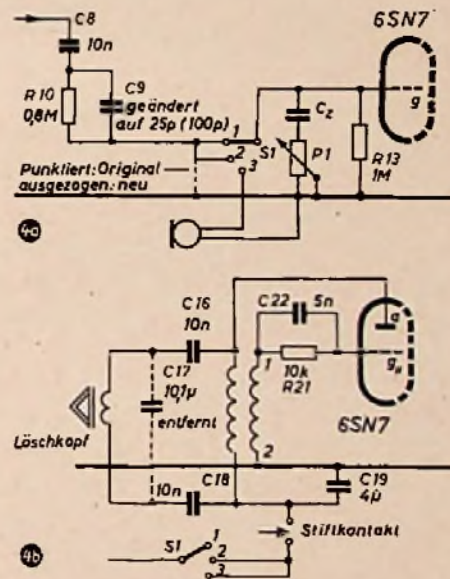 C8
10n
6SN7
R10
0,8M
C9
geändert
auf 25p (100p)
1
2
3
S1
Cz
P1
g
R13
1M
Punktiert: Original
ausgezogen: neu
4a
C16
10n
C22
5n
a
C17
10,1µ
entfernt
1
10k
R21
gII
6SN7
Löschkopf
2
10n
C18
C19
4µ
Stiftkontakt
S1
1
2
3
4b